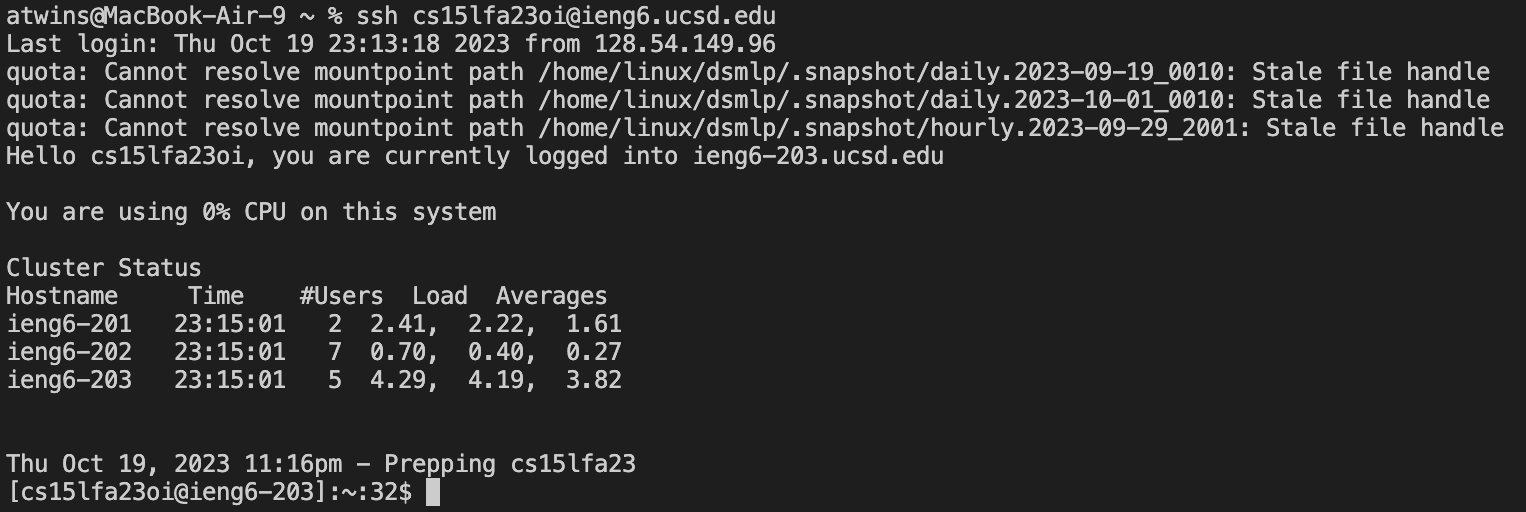 atwins@MacBook-Air-9 ~ % ssh cs15lfa23oi@ieng6.ucsd.edu
Last login: Thu Oct 19 23:13:18 2023 from 128.54.149.96
quota: Cannot resolve mountpoint path /home/linux/dsmlp/.snapshot/daily.2023-09-19_0010: Stale file handle
quota: Cannot resolve mountpoint path /home/linux/dsmlp/.snapshot/daily.2023-10-01_0010: Stale file handle
quota: Cannot resolve mountpoint path /home/linux/dsmlp/.snapshot/hourly.2023-09-29_2001: Stale file handle
Hello cs15lfa23oi, you are currently logged into ieng6-203.ucsd.edu
You are using 0% CPU on this system
Cluster Status
Hostname     Time    #Users  Load  Averages
ieng6-201   23:15:01   2  2.41,  2.22,  1.61
ieng6-202   23:15:01   7  0.70,  0.40,  0.27
ieng6-203   23:15:01   5  4.29,  4.19,  3.82
Thu Oct 19, 2023 11:16pm - Prepping cs15lfa23
[cs15lfa23oi@ieng6-203]:~:32$